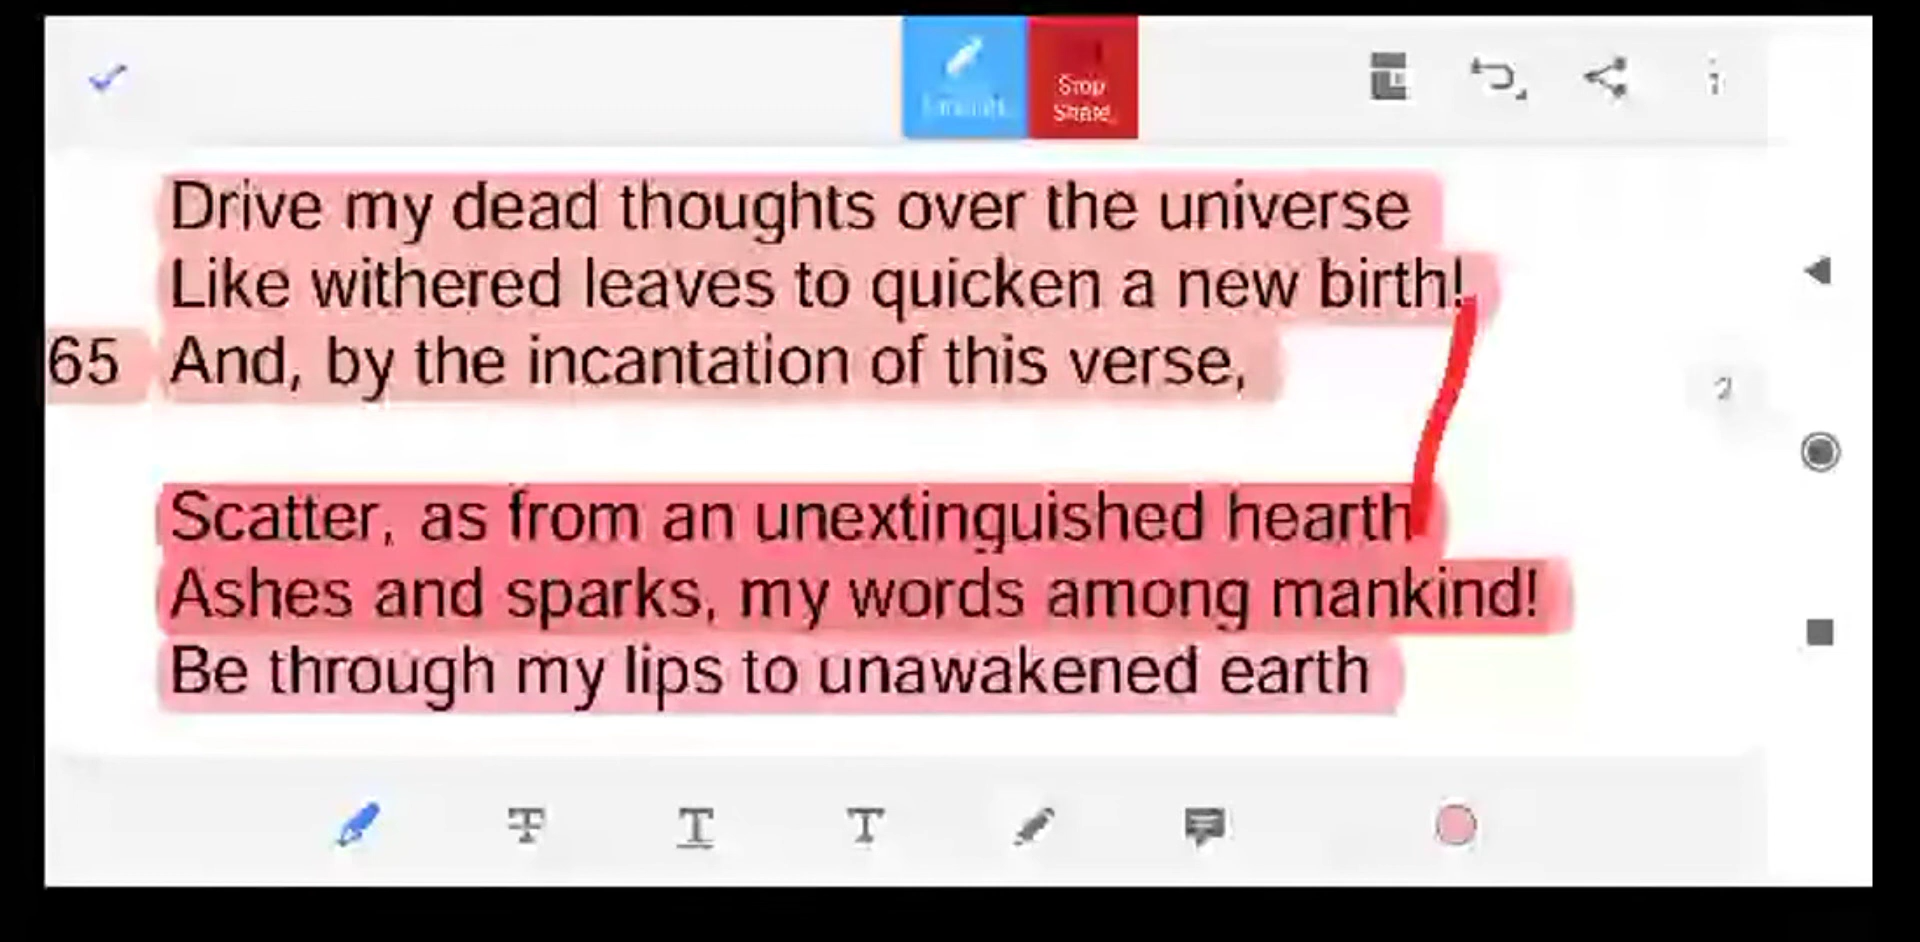 Stop
Share
Drive my dead thoughts over the universe
Like withered leaves to quicken a new birth!
65 And, by the incantation of this verse,
2
Scatter, as from an unextinguished hearth
Ashes and sparks, my words among mankind!
Be through my lips to unawakened earth